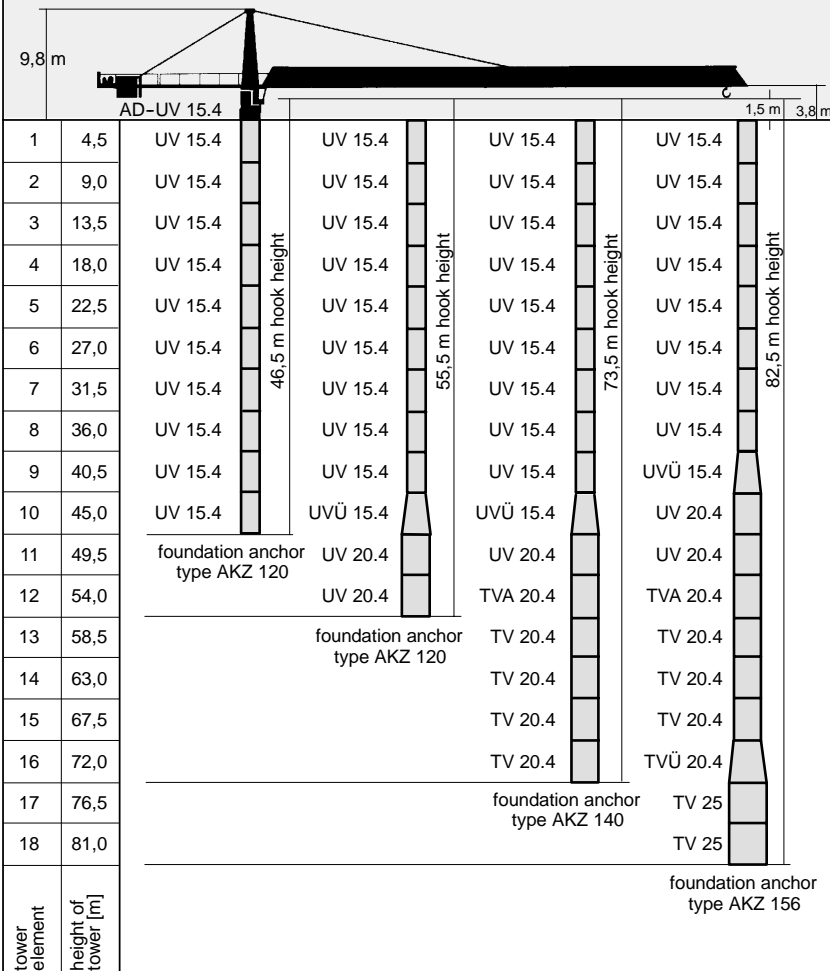 9,8 m
AD-UV 15.4
1,5 m
3,8 m
1 4,5 UV 15.4 UV 15.4 UV 15.4 UV 15.4
2 9,0 UV 15.4 UV 15.4 UV 15.4 UV 15.4
3 13,5 UV 15.4 UV 15.4 UV 15.4 UV 15.4
4 18,0 UV 15.4 UV 15.4 UV 15.4 UV 15.4
5 22,5 UV 15.4 UV 15.4 UV 15.4 UV 15.4
6 27,0 UV 15.4 UV 15.4 UV 15.4 UV 15.4
7 31,5 UV 15.4 UV 15.4 UV 15.4 UV 15.4
8 36,0 UV 15.4 UV 15.4 UV 15.4 UV 15.4
9 40,5 UV 15.4 UV 15.4 UV 15.4 UVÜ 15.4
10 45,0 UV 15.4 UVÜ 15.4 UVÜ 15.4 UV 20.4
11 49,5 UV 20.4 UV 20.4 UV 20.4
12 54,0 UV 20.4 TVA 20.4 TVA 20.4
13 58,5 TV 20.4 TV 20.4
14 63,0 TV 20.4 TV 20.4
15 67,5 TV 20.4 TV 20.4
16 72,0 TV 20.4 TVÜ 20.4
17 76,5 TV 25
18 81,0 TV 25
46,5 m hook height
55,5 m hook height
73,5 m hook height
82,5 m hook height
foundation anchor
type AKZ 120
foundation anchor
type AKZ 120
foundation anchor
type AKZ 140
foundation anchor
type AKZ 156
tower
element
height of
tower [m]